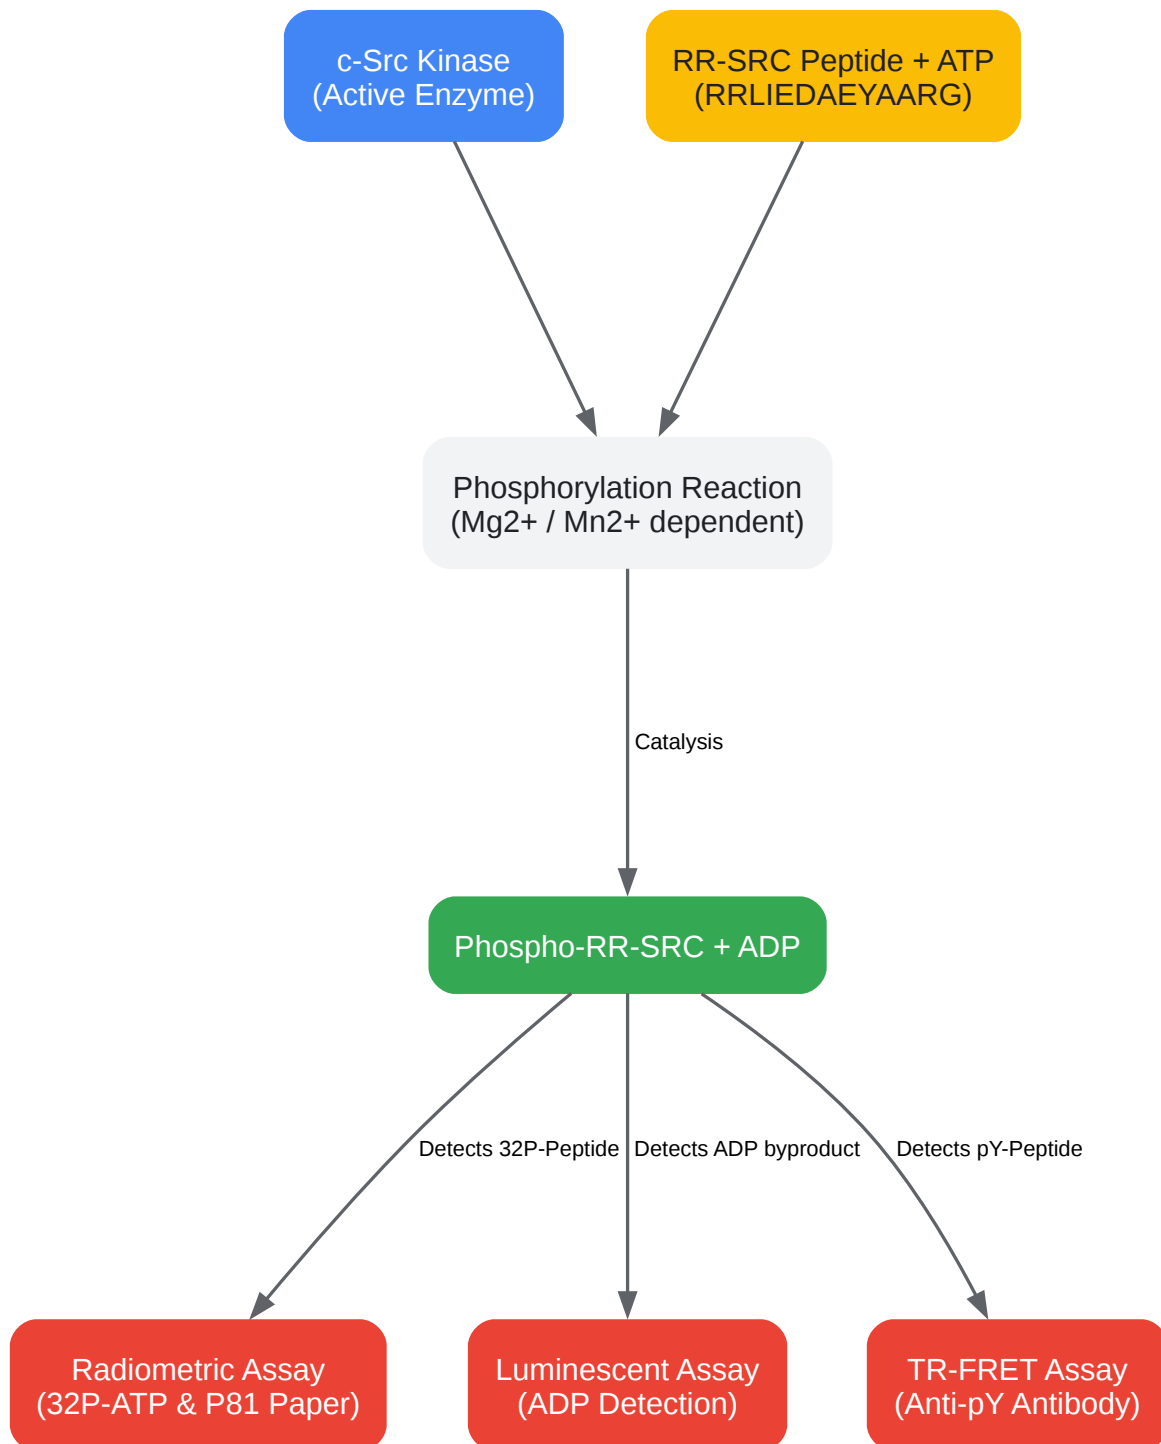 c-Src Kinase
(Active Enzyme)
RR-SRC Peptide + ATP
(RRLIEDAEYAARG)
Phosphorylation Reaction
(Mg2+ / Mn2+ dependent)
Catalysis
Phospho-RR-SRC + ADP
Detects 32P-Peptide
Detects ADP byproduct
Detects pY-Peptide
Radiometric Assay
(32P-ATP & P81 Paper)
Luminescent Assay
(ADP Detection)
TR-FRET Assay
(Anti-pY Antibody)